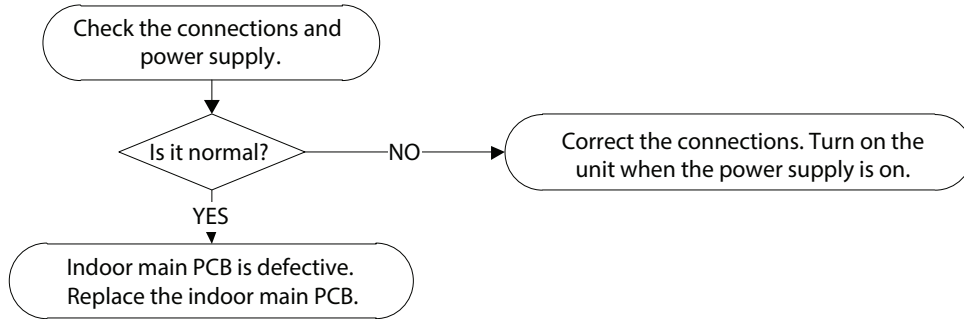 Check the connections and
power supply.
Is it normal?
NO
Correct the connections. Turn on the
unit when the power supply is on.
YES
Indoor main PCB is defective.
Replace the indoor main PCB.